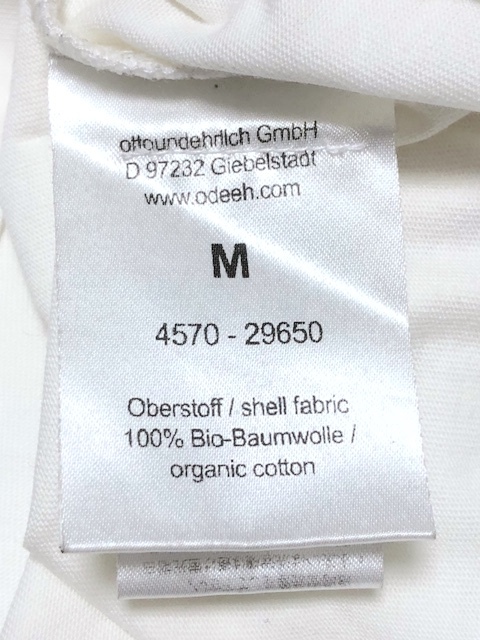 ottoundehrlich GmbH
D 97232 Giebelstadt
www.odeeh.com
M
4570 - 29650
Oberstoff / shell fabric
100% Bio-Baumwolle /
organic cotton